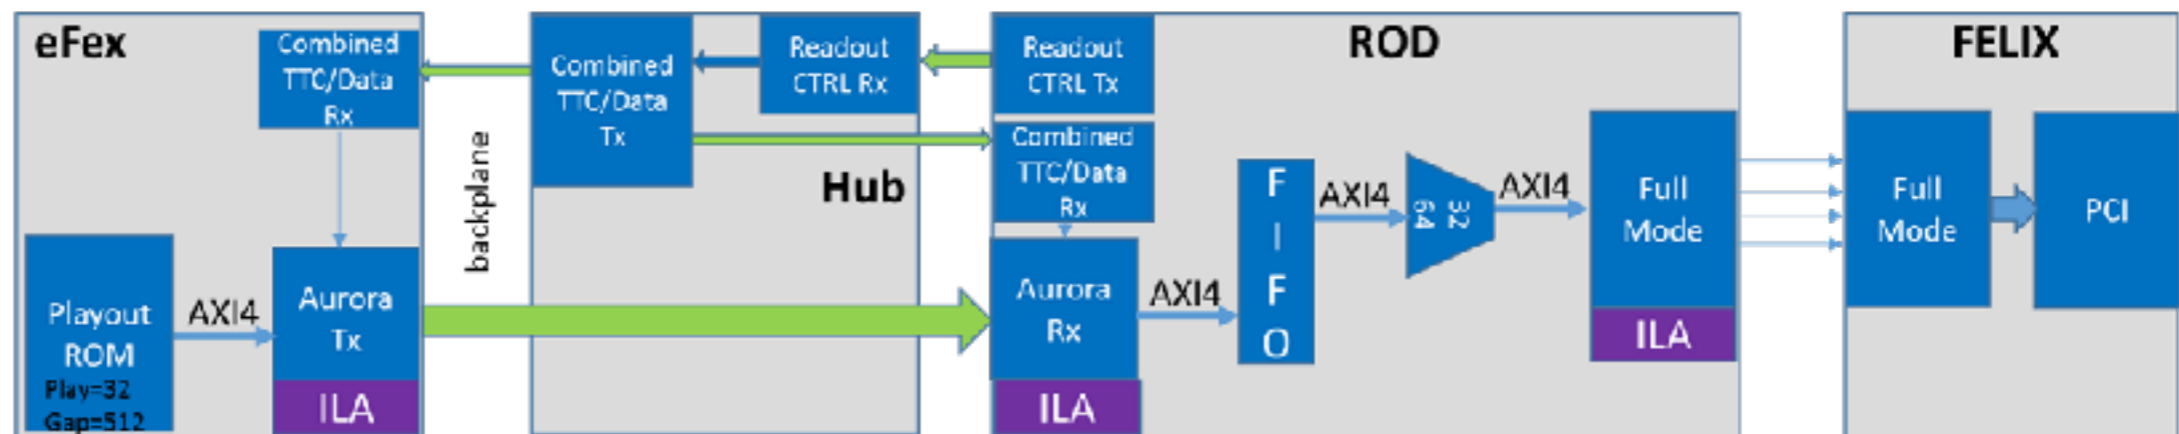 eFex
Combined
TTC/Data
Rx
Playout
ROM
Play=32
Gap=512
AXI4
Aurora
Tx
ILA
backplane
Combined
TTC/Data
Tx
Readout
CTRL Rx
Hub
ROD
Readout
CTRL Tx
Combined
TTC/Data
Rx
Aurora
Rx
ILA
AXI4
F
I
F
O
AXI4
32
64
AXI4
Full
Mode
ILA
FELIX
Full
Mode
PCI